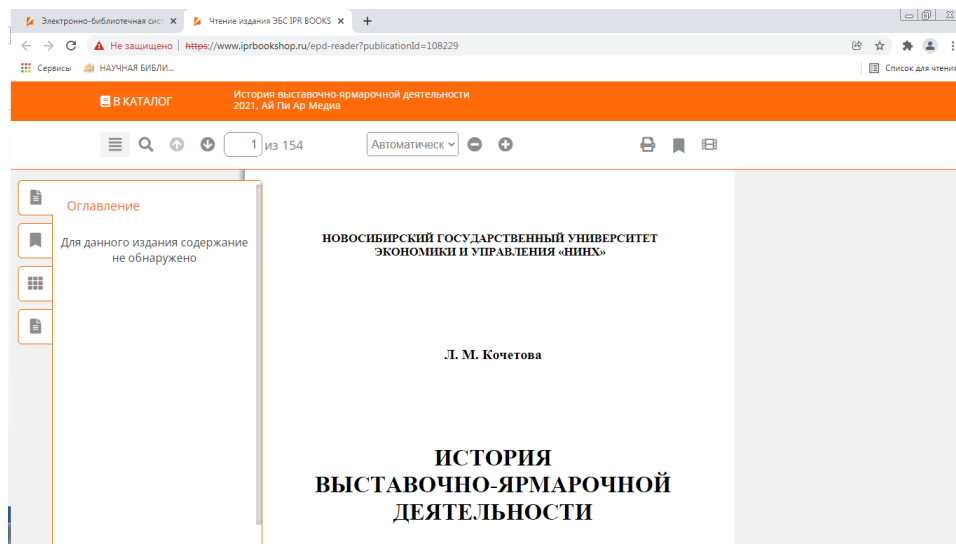 Электронно-библиотечная сист
Чтение издания ЭБС IPR BOOKS
Не защищено | https://www.iprbookshop.ru/epd-reader?publicationId=108229
Сервисы НАУЧНАЯ БИБЛИ... Список для чтения
В КАТАЛОГ
История выставочно-ярмарочной деятельности
2021, Ай Пи Ар Медиа
1 из 154 Автоматическ
Оглавление
Для данного издания содержание
не обнаружено
НОВОСИБИРСКИЙ ГОСУДАРСТВЕННЫЙ УНИВЕРСИТЕТ
ЭКОНОМИКИ И УПРАВЛЕНИЯ «НИНХ»
Л. М. Кочетова
ИСТОРИЯ
ВЫСТАВОЧНО-ЯРМАРОЧНОЙ
ДЕЯТЕЛЬНОСТИ